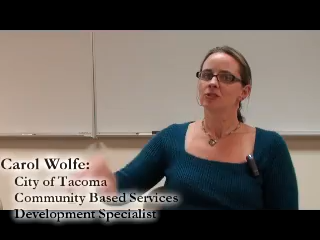 Carol Wolfe:
City of Tacoma
Community Based Services
Development Specialist